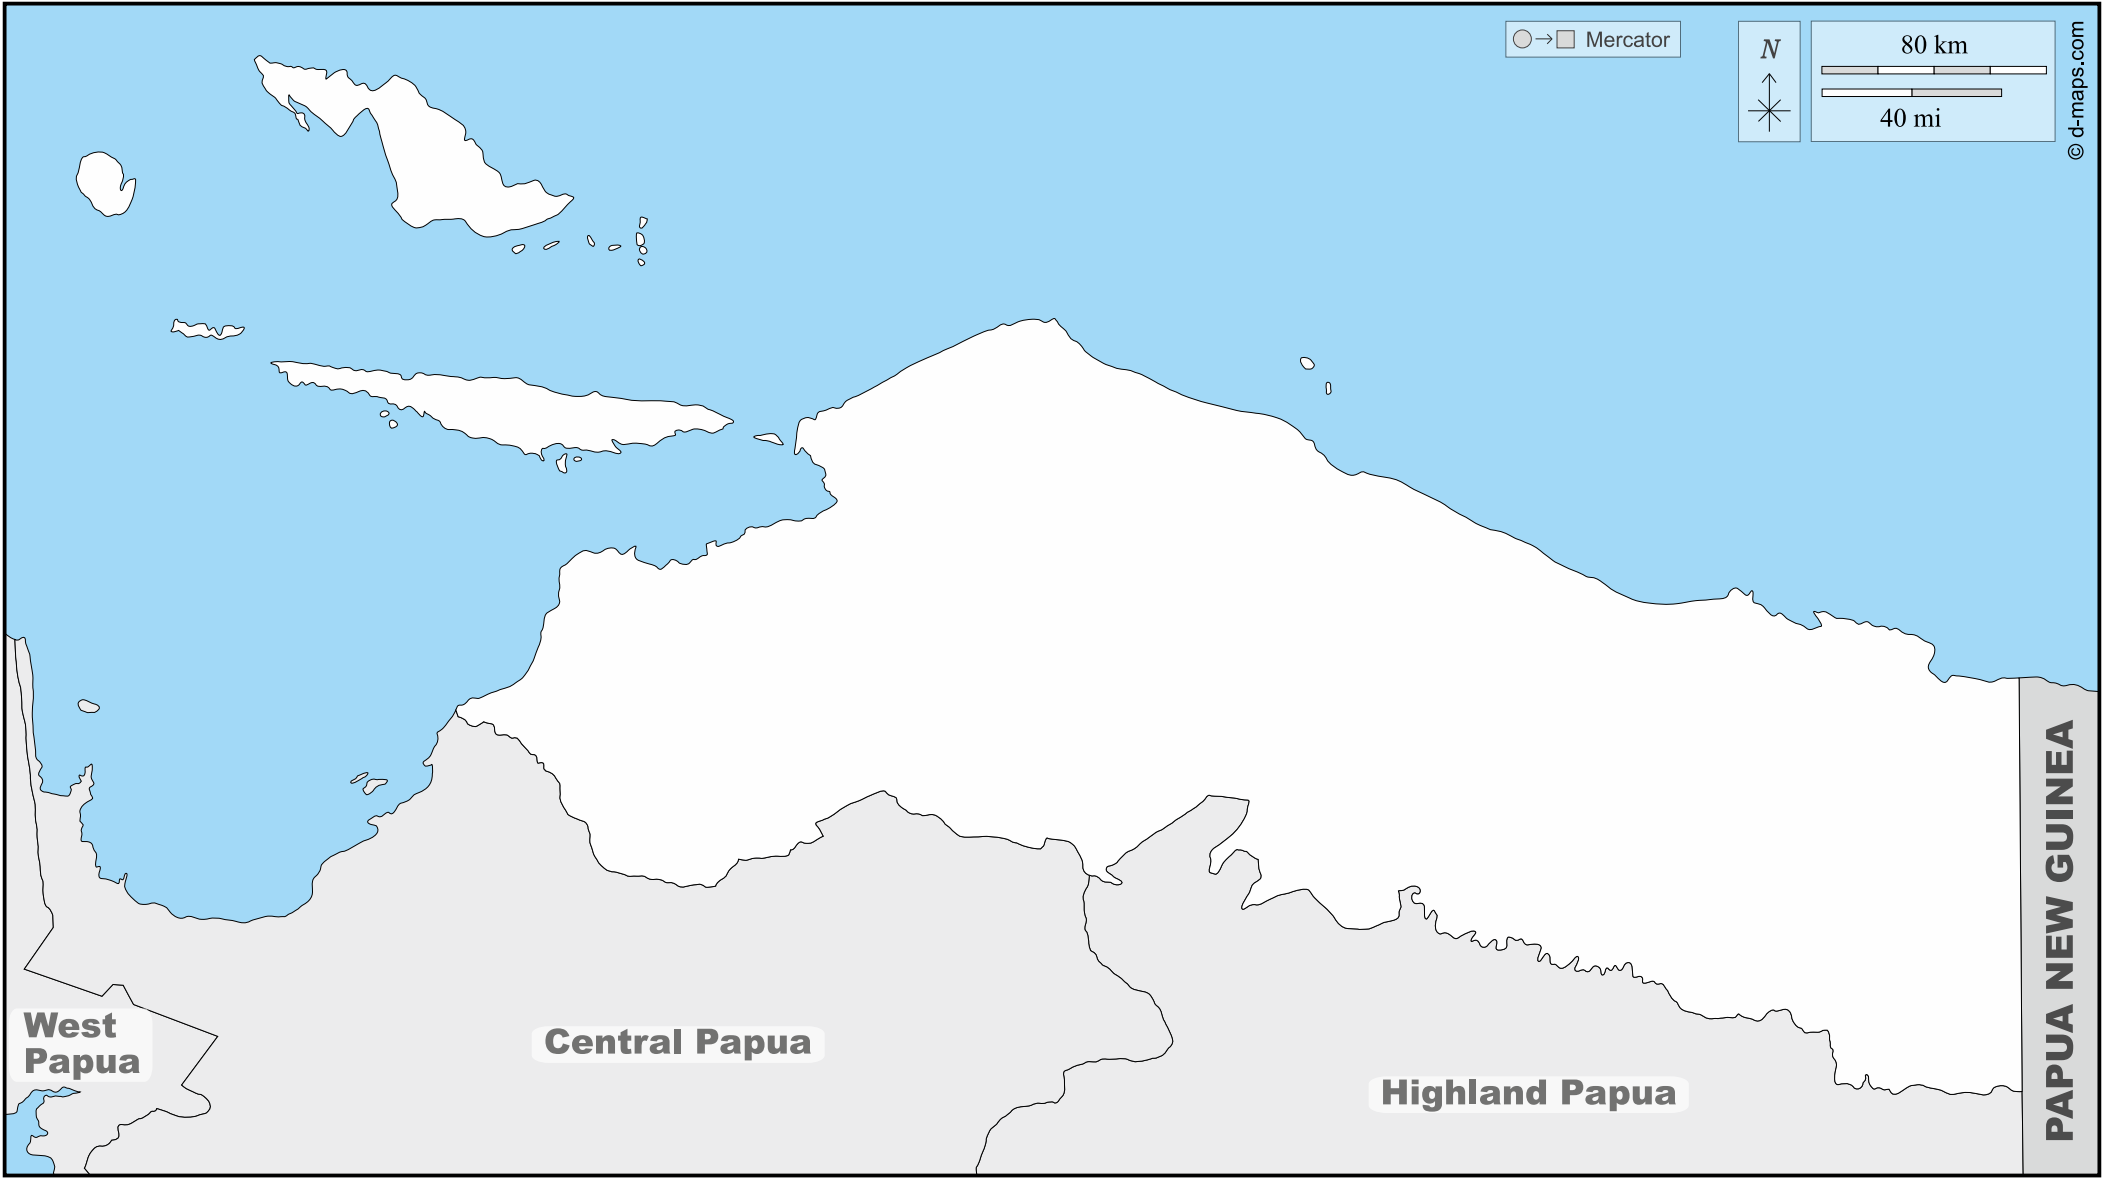 Mercator
N
80 km
40 mi
© d-maps.com
West
Papua
Central Papua
Highland Papua
PAPUA NEW GUINEA